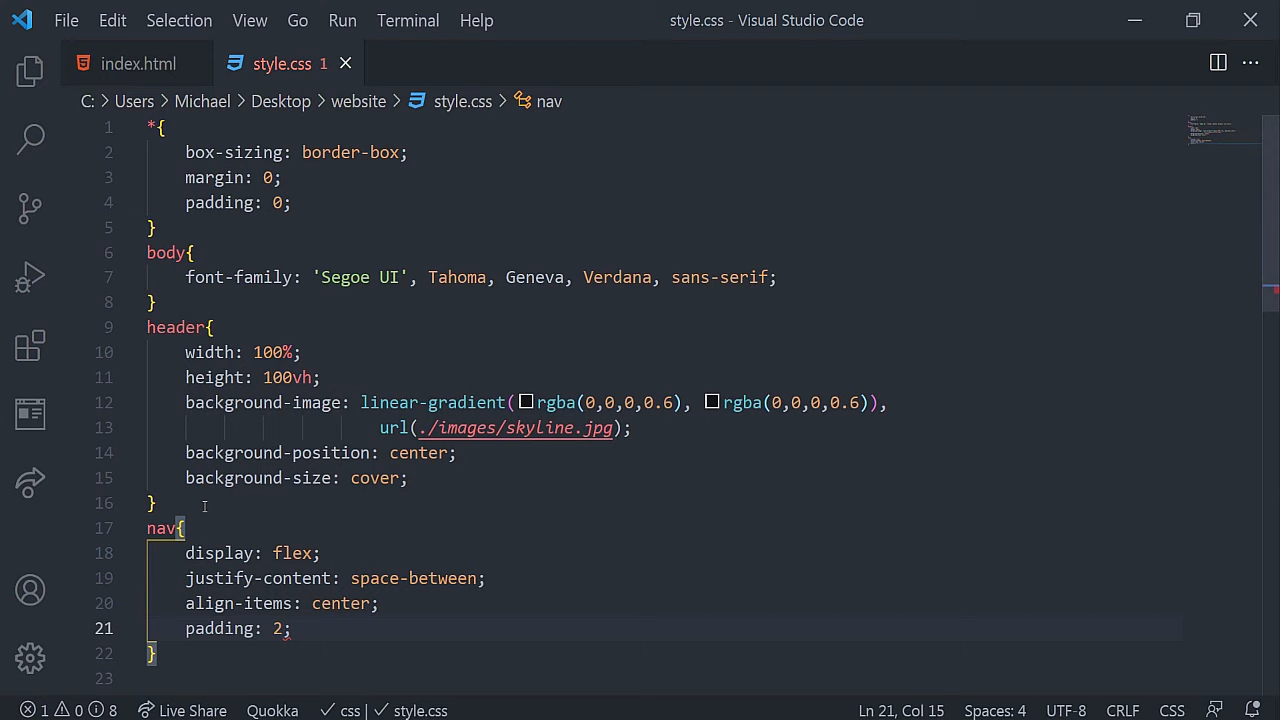 File Edit Selection View Go Run Terminal Help style.css - Visual Studio Code
index.html style.css 1
C: > Users > Michael > Desktop > website > style.css > nav
1 *{
2 box-sizing: border-box;
3 margin: 0;
4 padding: 0;
5 }
6 body{
7 font-family: 'Segoe UI', Tahoma, Geneva, Verdana, sans-serif;
8 }
9 header{
10 width: 100%;
11 height: 100vh;
12 background-image: linear-gradient(rgba(0,0,0,0.6), rgba(0,0,0,0.6)),
13 url(./images/skyline.jpg);
14 background-position: center;
15 background-size: cover;
16 }
17 nav{
18 display: flex;
19 justify-content: space-between;
20 align-items: center;
21 padding: 2;
22 }
23
1 0 8 Live Share Quokka css style.css Ln 21, Col 15 Spaces: 4 UTF-8 CRLF CSS